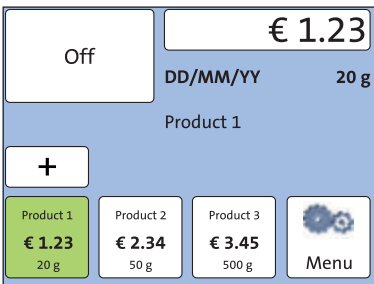 Off
€ 1.23
DD/MM/YY 20 g
Product 1
+
Product 1
€ 1.23
20 g
Product 2
€ 2.34
50 g
Product 3
€ 3.45
500 g
Menu